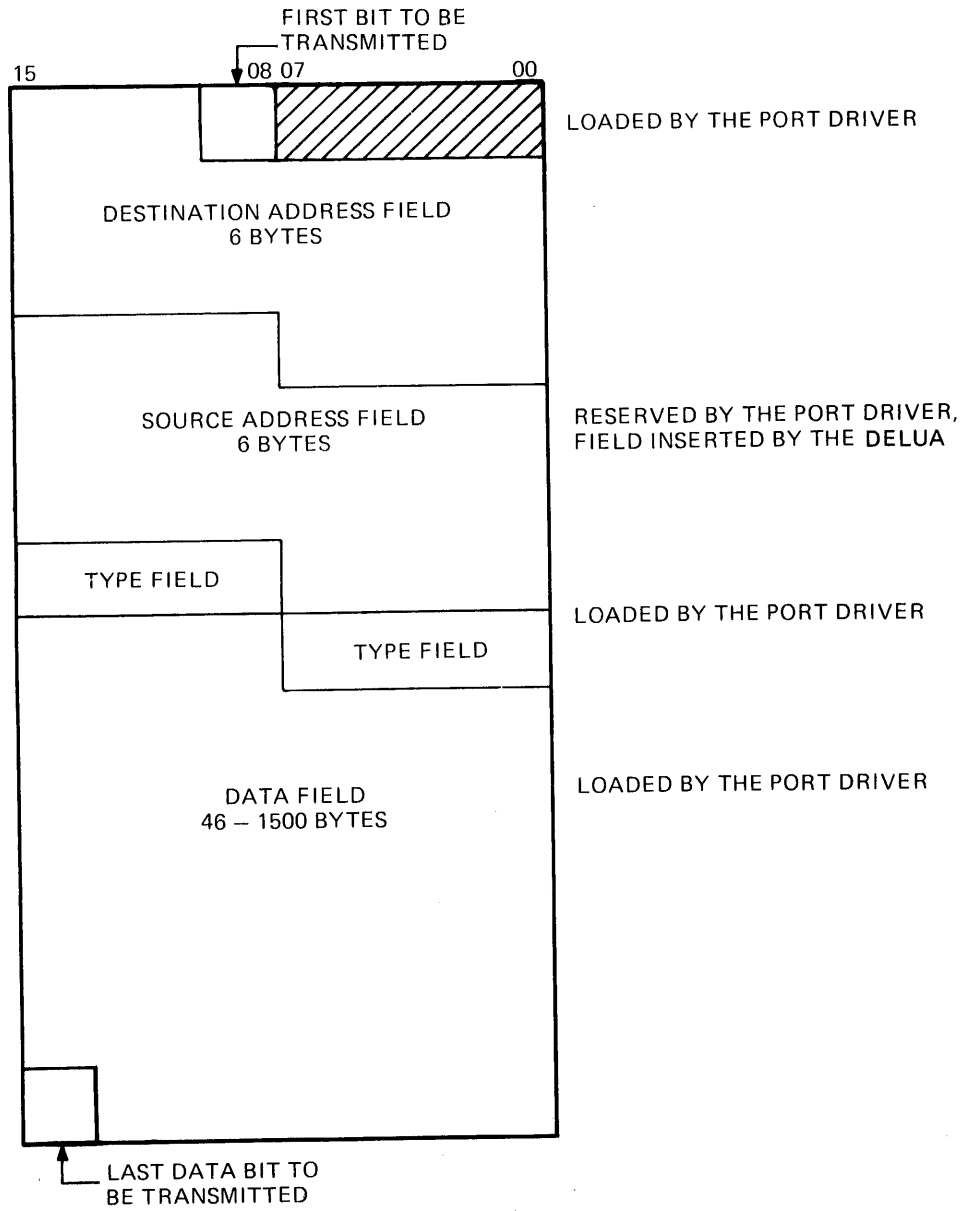 FIRST BIT TO BE
TRANSMITTED
15
08 07
00
LOADED BY THE PORT DRIVER
DESTINATION ADDRESS FIELD
6 BYTES
SOURCE ADDRESS FIELD
6 BYTES
RESERVED BY THE PORT DRIVER,
FIELD INSERTED BY THE DELUA
TYPE FIELD
LOADED BY THE PORT DRIVER
TYPE FIELD
DATA FIELD
46 – 1500 BYTES
LOADED BY THE PORT DRIVER
LAST DATA BIT TO
BE TRANSMITTED